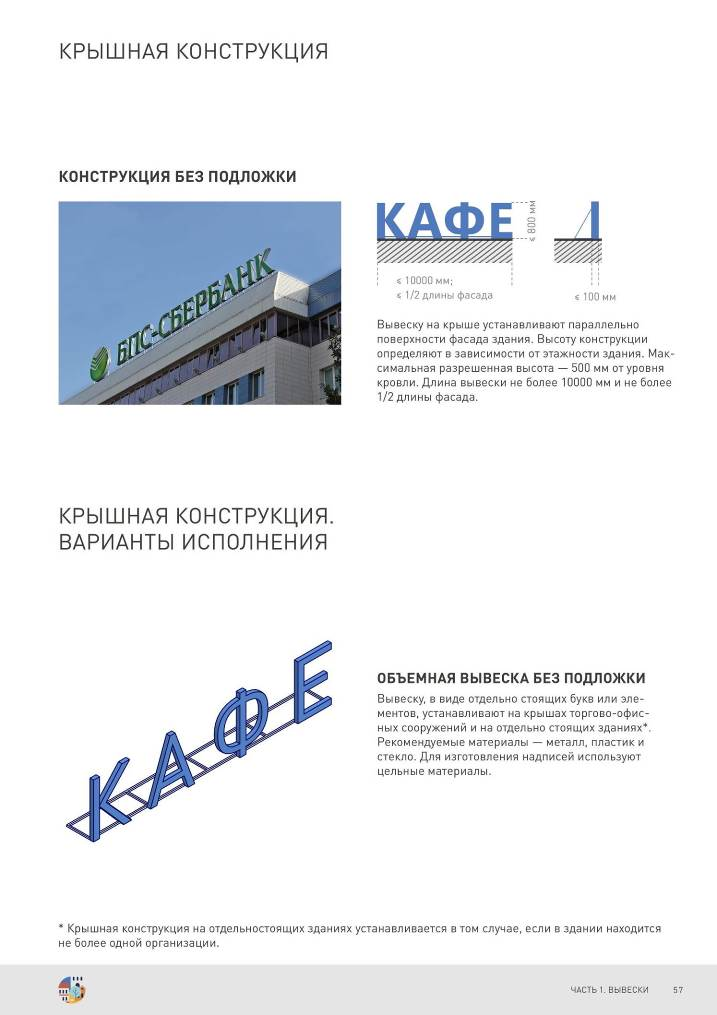 КРЫШНАЯ КОНСТРУКЦИЯ
КОНСТРУКЦИЯ БЕЗ ПОДЛОЖКИ
БПС-СБЕРБАНК
КАФЕ
≤ 800 мм
≤ 10000 мм;
≤ 1/2 длины фасада
≤ 100 мм
Вывеску на крыше устанавливают параллельно
поверхности фасада здания. Высоту конструкции
определяют в зависимости от этажности здания. Мак-
симальная разрешенная высота — 500 мм от уровня
кровли. Длина вывески не более 10000 мм и не более
1/2 длины фасада.
КРЫШНАЯ КОНСТРУКЦИЯ.
ВАРИАНТЫ ИСПОЛНЕНИЯ
КАФЕ
ОБЪЕМНАЯ ВЫВЕСКА БЕЗ ПОДЛОЖКИ
Вывеску, в виде отдельно стоящих букв или эле-
ментов, устанавливают на крышах торгово-офис-
ных сооружений и на отдельно стоящих зданиях*.
Рекомендуемые материалы — металл, пластик и
стекло. Для изготовления надписей используют
цельные материалы.
* Крышная конструкция на отдельностоящих зданиях устанавливается в том случае, если в здании находится
не более одной организации.
ЧАСТЬ 1. ВЫВЕСКИ 57